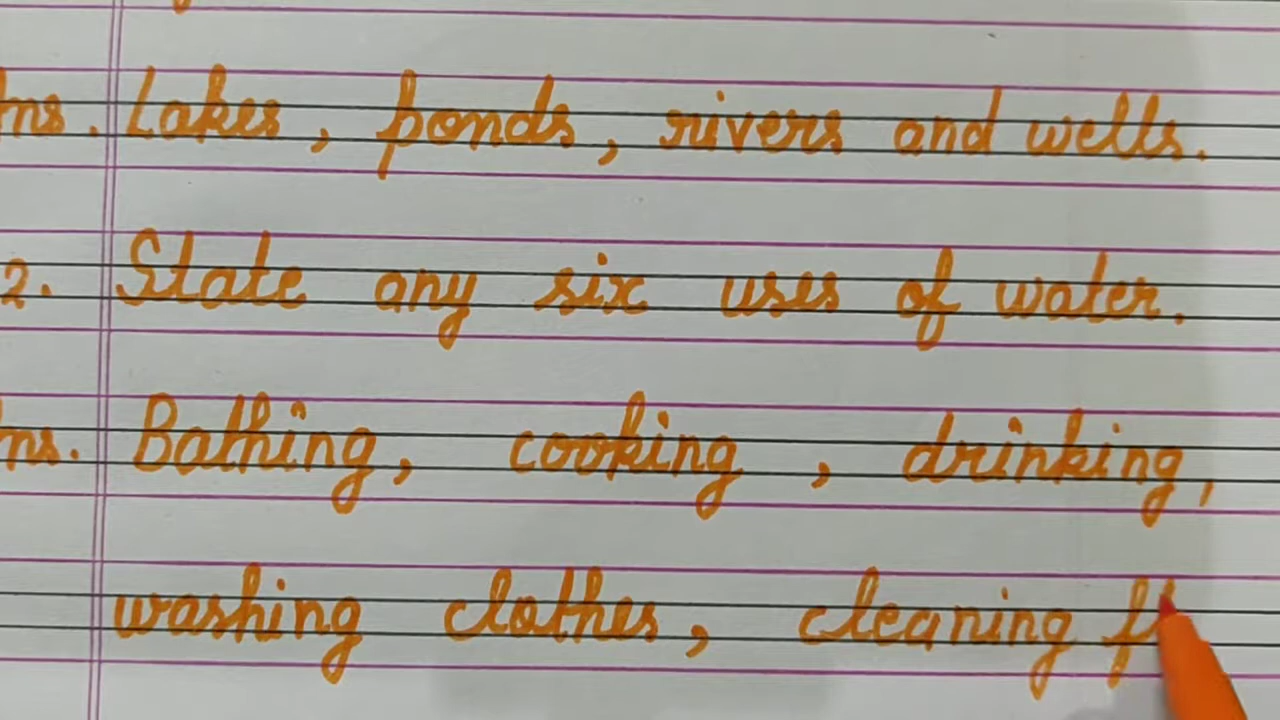 Ans. Lakes, ponds, rivers and wells.
2. State any six uses of water.
Ans. Bathing, cooking, drinking,
washing clothes, cleaning